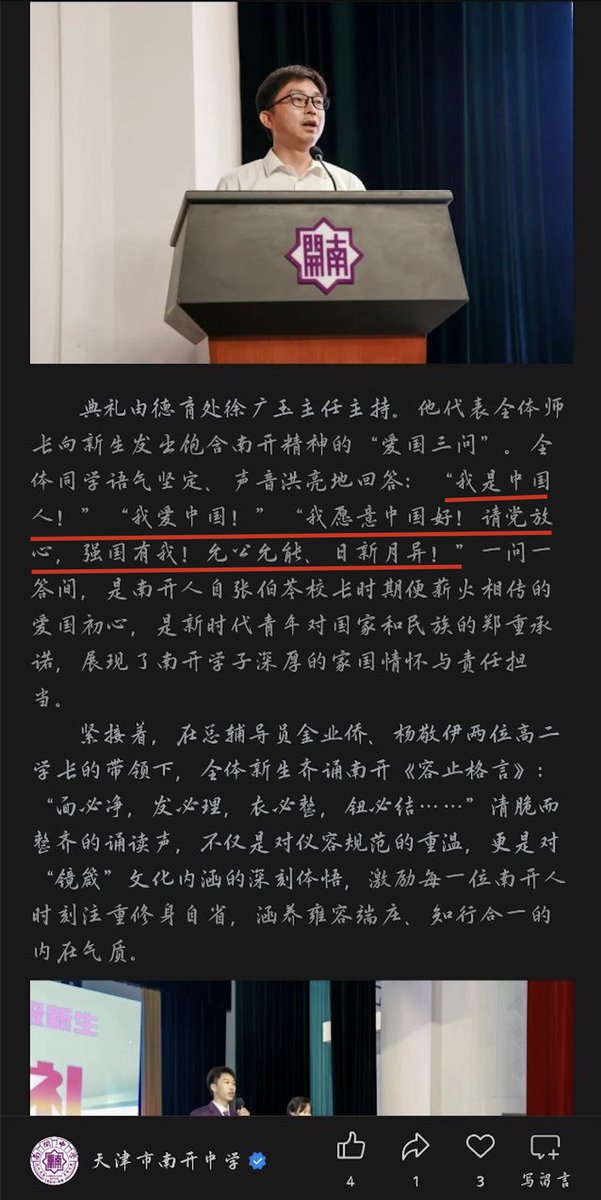 南開
典礼由德育处徐广玉主任主持。他代表全体师
长向新生发出饱含南开精神的“爱国三问”。全
体同学语气坚定、声音洪亮地回答：“我是中国
人！”“我爱中国！”“我愿意中国好！请党放
心，强国有我！允公允能、日新月异！”一问一
答间，是南开人自张伯苓校长时期便薪火相传的
爱国初心，是新时代青年对国家和民族的郑重承
诺，展现了南开学子深厚的家国情怀与责任担
当。
紧接着，在总辅导员金业侨、杨敬伊两位高二
学长的带领下，全体新生齐诵南开《容止格言》：
“面必净，发必理，衣必整，钮必结……”清脆而
整齐的诵读声，不仅是对仪容规范的重温，更是对
“镜箴”文化内涵的深刻体悟，激励每一位南开人
时刻注重修身自省，涵养雍容端庄、知行合一的
内在气质。
级新生
礼
天津市南开中学
4
1
3
写留言